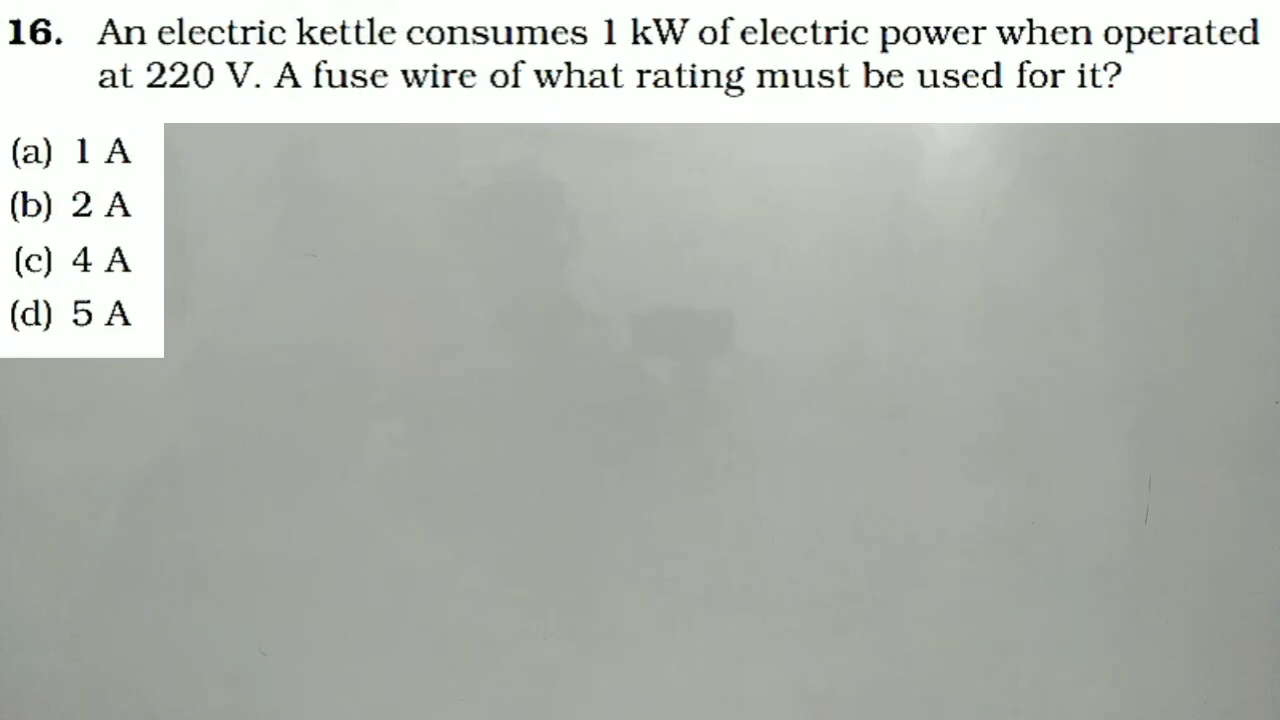 16. An electric kettle consumes 1 kW of electric power when operated
at 220 V. A fuse wire of what rating must be used for it?
(a) 1 A
(b) 2 A
(c) 4 A
(d) 5 A